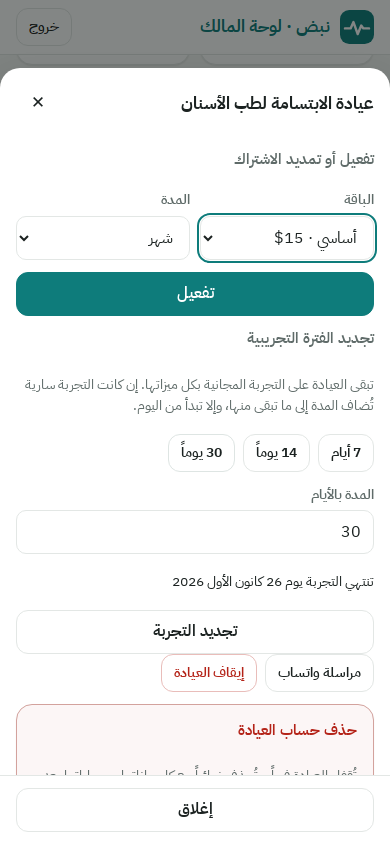 نبض · لوحة المالك
خروج
عيادة الابتسامة لطب الأسنان
✕
تفعيل أو تمديد الاشتراك
الباقة
المدة
أساسي · 15$
شهر
تفعيل
تجديد الفترة التجريبية
تبقى العيادة على التجربة المجانية بكل ميزاتها. إن كانت التجربة سارية
تُضاف المدة إلى ما تبقى منها، وإلا تبدأ من اليوم.
7 أيام
14 يوماً
30 يوماً
المدة بالأيام
30
تنتهي التجربة يوم 26 كانون الأول 2026
تجديد التجربة
مراسلة واتساب
إيقاف العيادة
حذف حساب العيادة
إغلاق